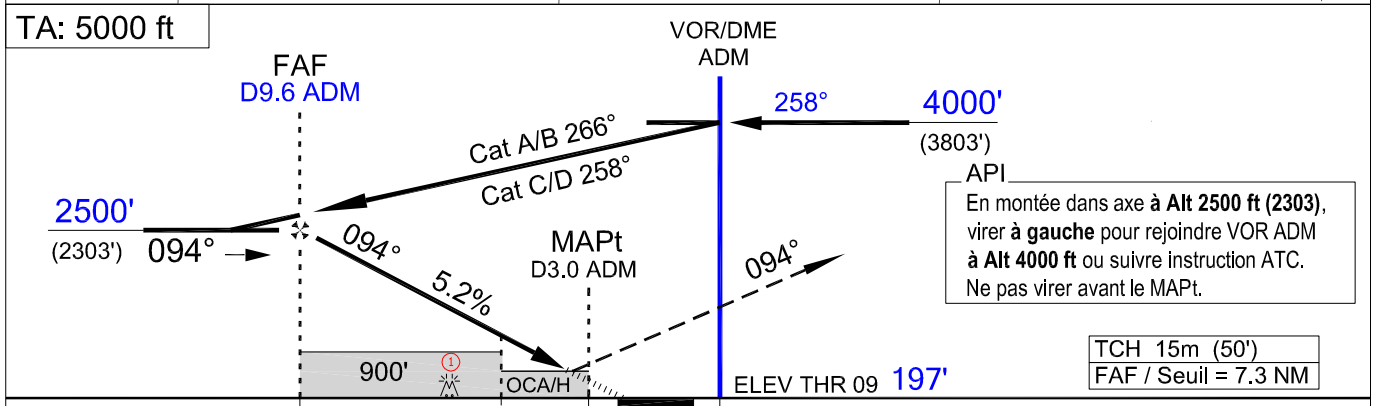 TA: 5000 ft
VOR/DME
ADM
FAF
D9.6 ADM
258°
4000'
(3803')
Cat A/B 266°
Cat C/D 258°
API
En montée dans axe à Alt 2500 ft (2303),
virer à gauche pour rejoindre VOR ADM
à Alt 4000 ft ou suivre instruction ATC.
Ne pas virer avant le MAPt.
2500'
(2303')
094°
094°
5.2%
MAPt
D3.0 ADM
094°
900'
1
OCA/H
ELEV THR 09 197'
TCH 15m (50')
FAF / Seuil = 7.3 NM